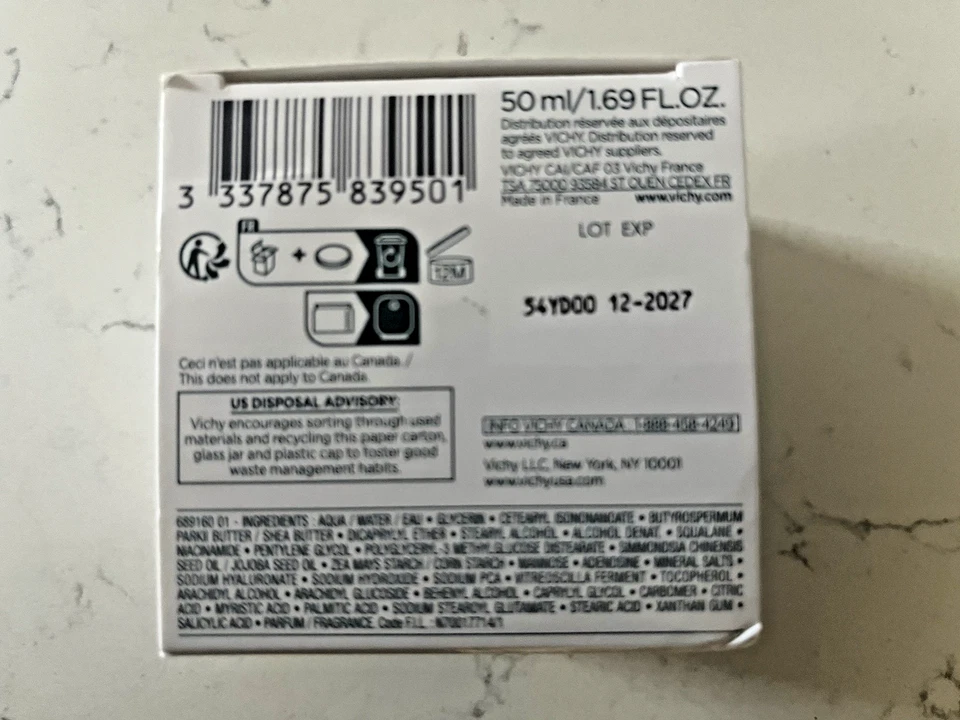 50 ml/1.69 FL.OZ.
Distribution réservée aux dépositaires
agréés VICHY. Distribution reserved
to agreed VICHY suppliers.
VICHY CAI/CAF 03 Vichy France
TSA 75000 93584 ST OUEN CEDEX FR
Made in France www.vichy.com
3 337875 839501
FR
12M
LOT EXP
54YD00 12-2027
Ceci n'est pas applicable au Canada. /
This does not apply to Canada.
US DISPOSAL ADVISORY:
Vichy encourages sorting through used
materials and recycling this paper carton,
glass jar and plastic cap to foster good
waste management habits.
INFO VICHY CANADA 1-888-458-4249
www.vichy.ca
Vichy LLC, New York, NY 10001
www.vichyusa.com
689160 01 - INGREDIENTS : AQUA / WATER / EAU • GLYCERIN • CETEARYL ISONONANOATE • BUTYROSPERMUM
PARKII BUTTER / SHEA BUTTER • DICAPRYLYL ETHER • STEARYL ALCOHOL • ALCOHOL DENAT. • SQUALANE •
NIACINAMIDE • PENTYLENE GLYCOL • POLYGLYCERYL-3 METHYLGLUCOSE DISTEARATE • SIMMONDSIA CHINENSIS
SEED OIL / JOJOBA SEED OIL • ZEA MAYS STARCH / CORN STARCH • MANNOSE • ADENOSINE • MINERAL SALTS •
SODIUM HYALURONATE • SODIUM HYDROXIDE • SODIUM PCA • VITREOSCILLA FERMENT • TOCOPHEROL •
ARACHIDYL ALCOHOL • ARACHIDYL GLUCOSIDE • BEHENYL ALCOHOL • CAPRYLYL GLYCOL • CARBOMER • CITRIC
ACID • MYRISTIC ACID • PALMITIC ACID • SODIUM STEAROYL GLUTAMATE • STEARIC ACID • XANTHAN GUM •
SALICYLIC ACID • PARFUM / FRAGRANCE. Code F.I.L. : N70017714/1